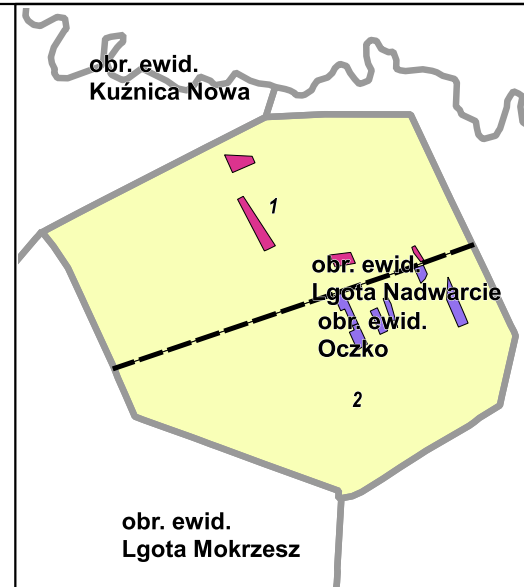 obr. ewid.
Kuźnica Nowa
1
obr. ewid.
Lgota Nadwarcie
obr. ewid.
Oczko
2
obr. ewid.
Lgota Mokrzesz